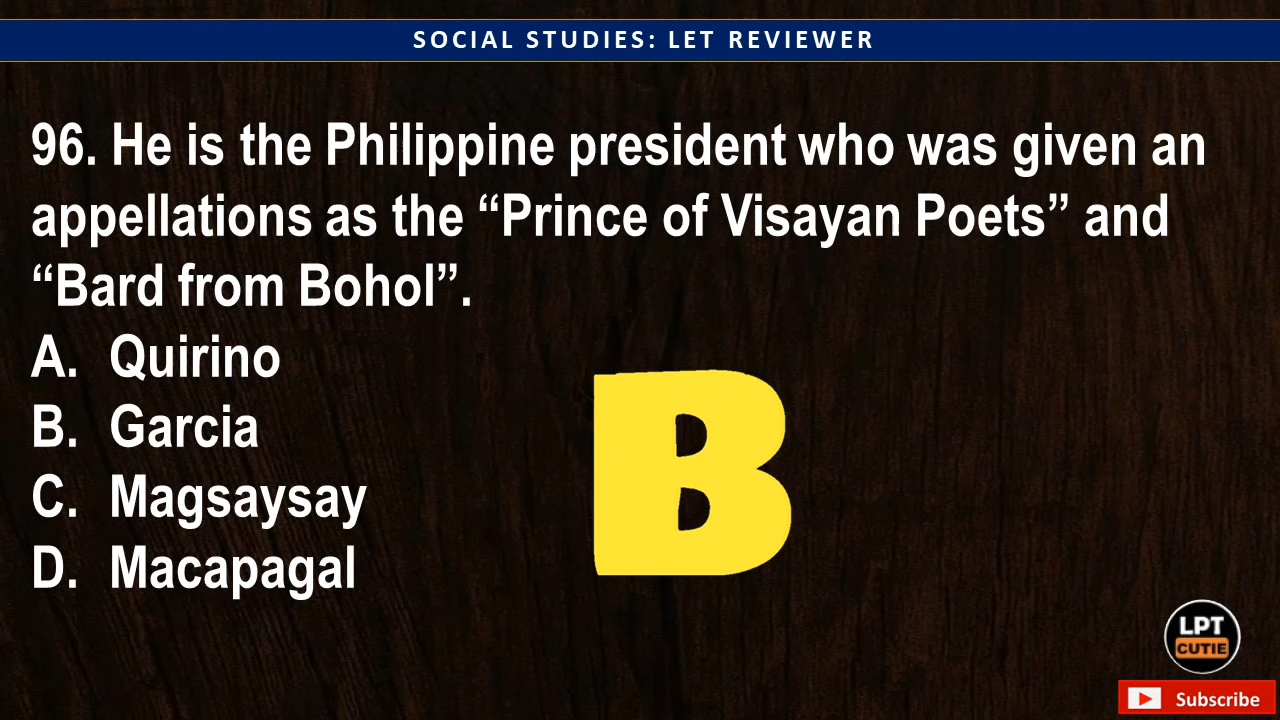 SOCIAL STUDIES: LET REVIEWER
96. He is the Philippine president who was given an
appellations as the “Prince of Visayan Poets” and
“Bard from Bohol”.
A. Quirino
B. Garcia
C. Magsaysay
D. Macapagal
B
LPT
CUTIE
Subscribe